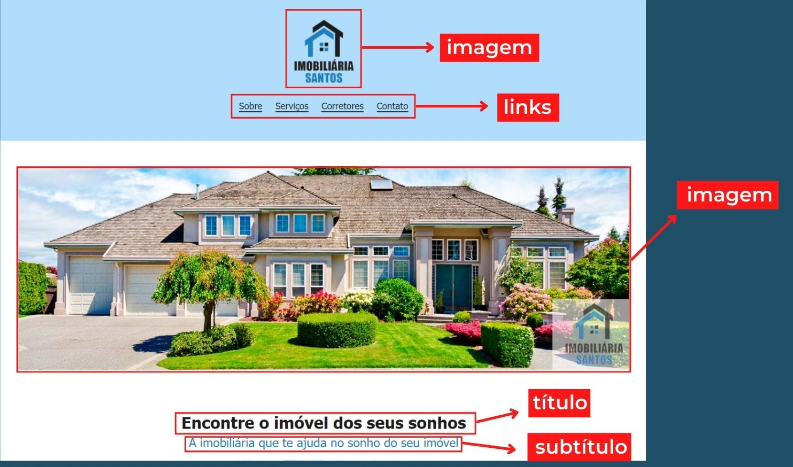 IMOBILIÁRIA
SANTOS
imagem
Sobre Serviços Corretores Contato
links
imagem
IMOBILIÁRIA
SANTOS
Encontre o imóvel dos seus sonhos
título
A imobiliária que te ajuda no sonho do seu imóvel
subtítulo